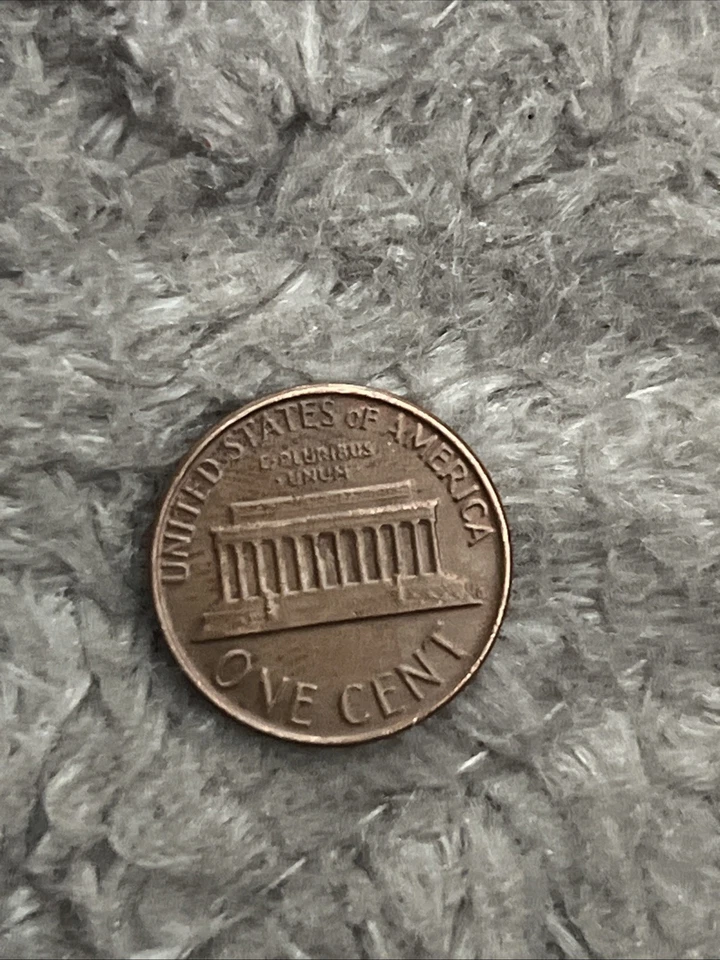 UNITED STATES OF AMERICA
E PLURIBUS
UNUM
ONE CENT